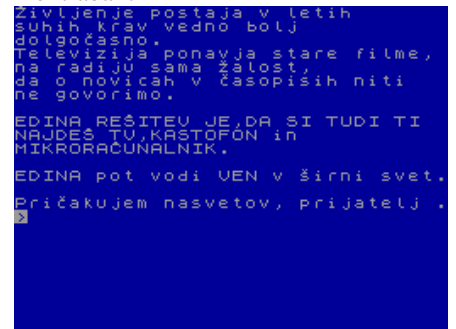 Življenje postaja v letih
suhih krav vedno bolj
dolgočasno.
Televizija ponavja stare filme,
na radiju sama žalost,
da o novicah v časopisih niti
ne govorimo.
EDINA REŠITEV JE,DA SI TUDI TI
NAJDEŠ TV,KASTOFON in
MIKRORAČUNALNIK.
EDINA pot vodi VEN v širni svet.
Pričakujem nasvetov, prijatelj .
>